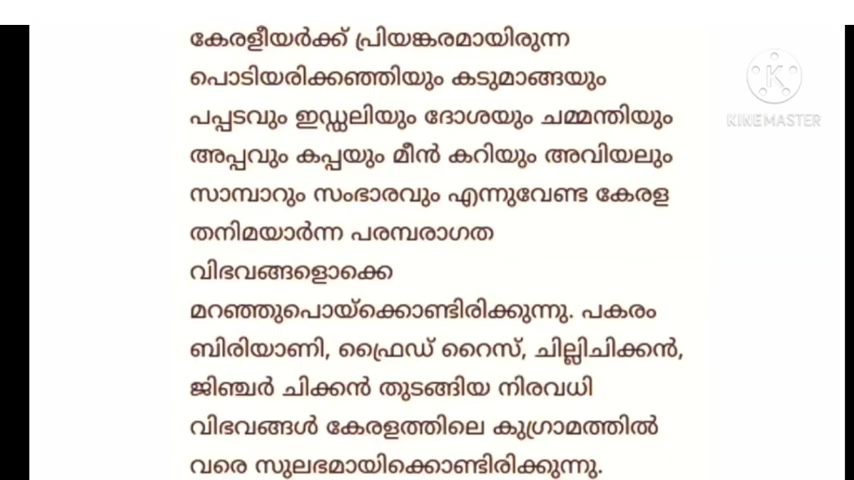 കേരളീയർക്ക് പ്രിയങ്കരമായിരുന്ന
പൊടിയരിക്കഞ്ഞിയും കടുമാങ്ങയും
പപ്പടവും ഇഡ്ഡലിയും ദോശയും ചമ്മന്തിയും
അപ്പവും കപ്പയും മീൻ കറിയും അവിയലും
സാമ്പാറും സംഭാരവും എന്നുവേണ്ട കേരള
തനിമയാർന്ന പരമ്പരാഗത
വിഭവങ്ങളൊക്കെ
മറഞ്ഞുപൊയ്ക്കൊണ്ടിരിക്കുന്നു. പകരം
ബിരിയാണി, ഫ്രൈഡ് റൈസ്, ചില്ലിചിക്കൻ,
ജിഞ്ചർ ചിക്കൻ തുടങ്ങിയ നിരവധി
വിഭവങ്ങൾ കേരളത്തിലെ കുഗ്രാമത്തിൽ
വരെ സുലഭമായിക്കൊണ്ടിരിക്കുന്നു.
K
KINEMASTER